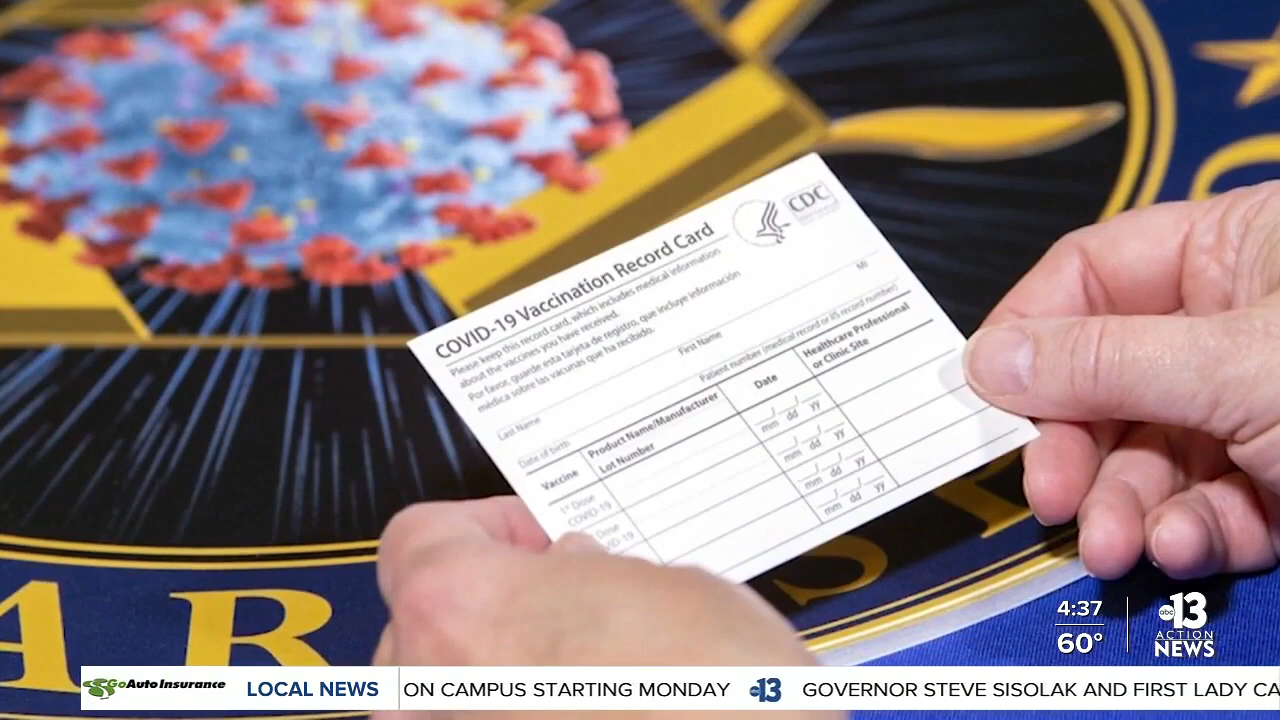 COVID-19 Vaccination Record Card
CDC
Please keep this record card, which includes medical information
about the vaccines you have received.
Por favor, guarde esta tarjeta de registro, que incluye información
médica sobre las vacunas que ha recibido.
Last Name
First Name
MI
Date of birth
Patient number (medical record or IIS record number)
Vaccine
Product Name/Manufacturer
Lot Number
Date
Healthcare Professional
or Clinic Site
1st Dose
COVID-19
mm dd yy
Dose
mm dd yy
mm dd yy
mm dd yy
A R
S T
4:37
60°
abc 13
ACTION
NEWS
GoAuto Insurance
LOCAL NEWS
ON CAMPUS STARTING MONDAY abc 13 GOVERNOR STEVE SISOLAK AND FIRST LADY CA